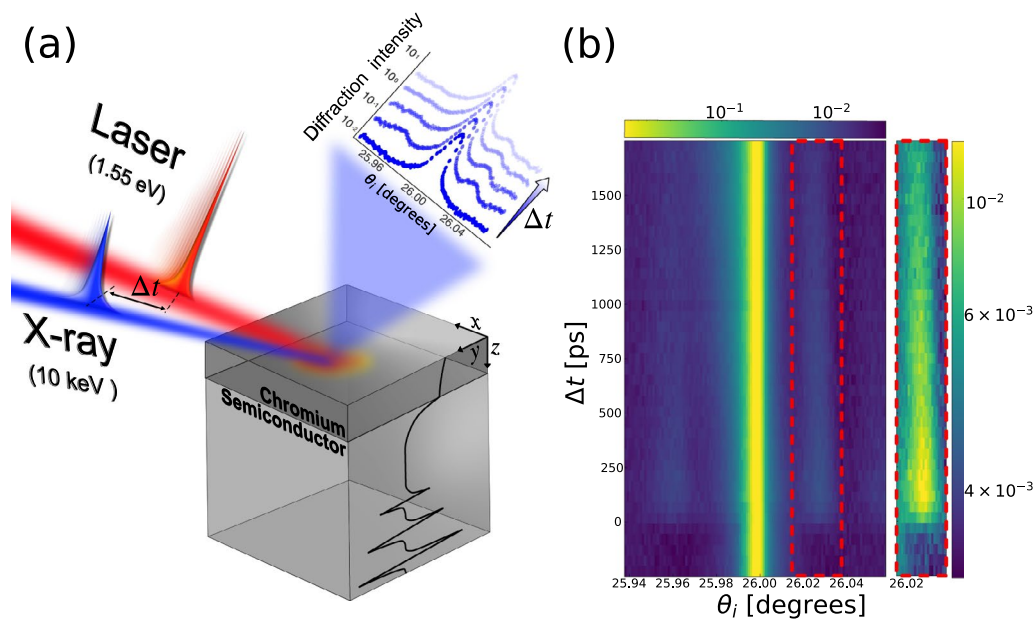 (a)
Laser
(1.55 eV)
Δt
X-ray
(10 keV )
Diffraction intensity
10¹
10⁰
10⁻¹
10⁻²
25.96
26.00
26.04
θi [degrees]
Δt
x
y
z
Chromium
Semiconductor
(b)
10⁻¹
10⁻²
Δt [ps]
1500
1250
1000
750
500
250
0
25.94
25.96
25.98
26.00
26.02
26.04
θi [degrees]
26.02
10⁻²
6 × 10⁻³
4 × 10⁻³